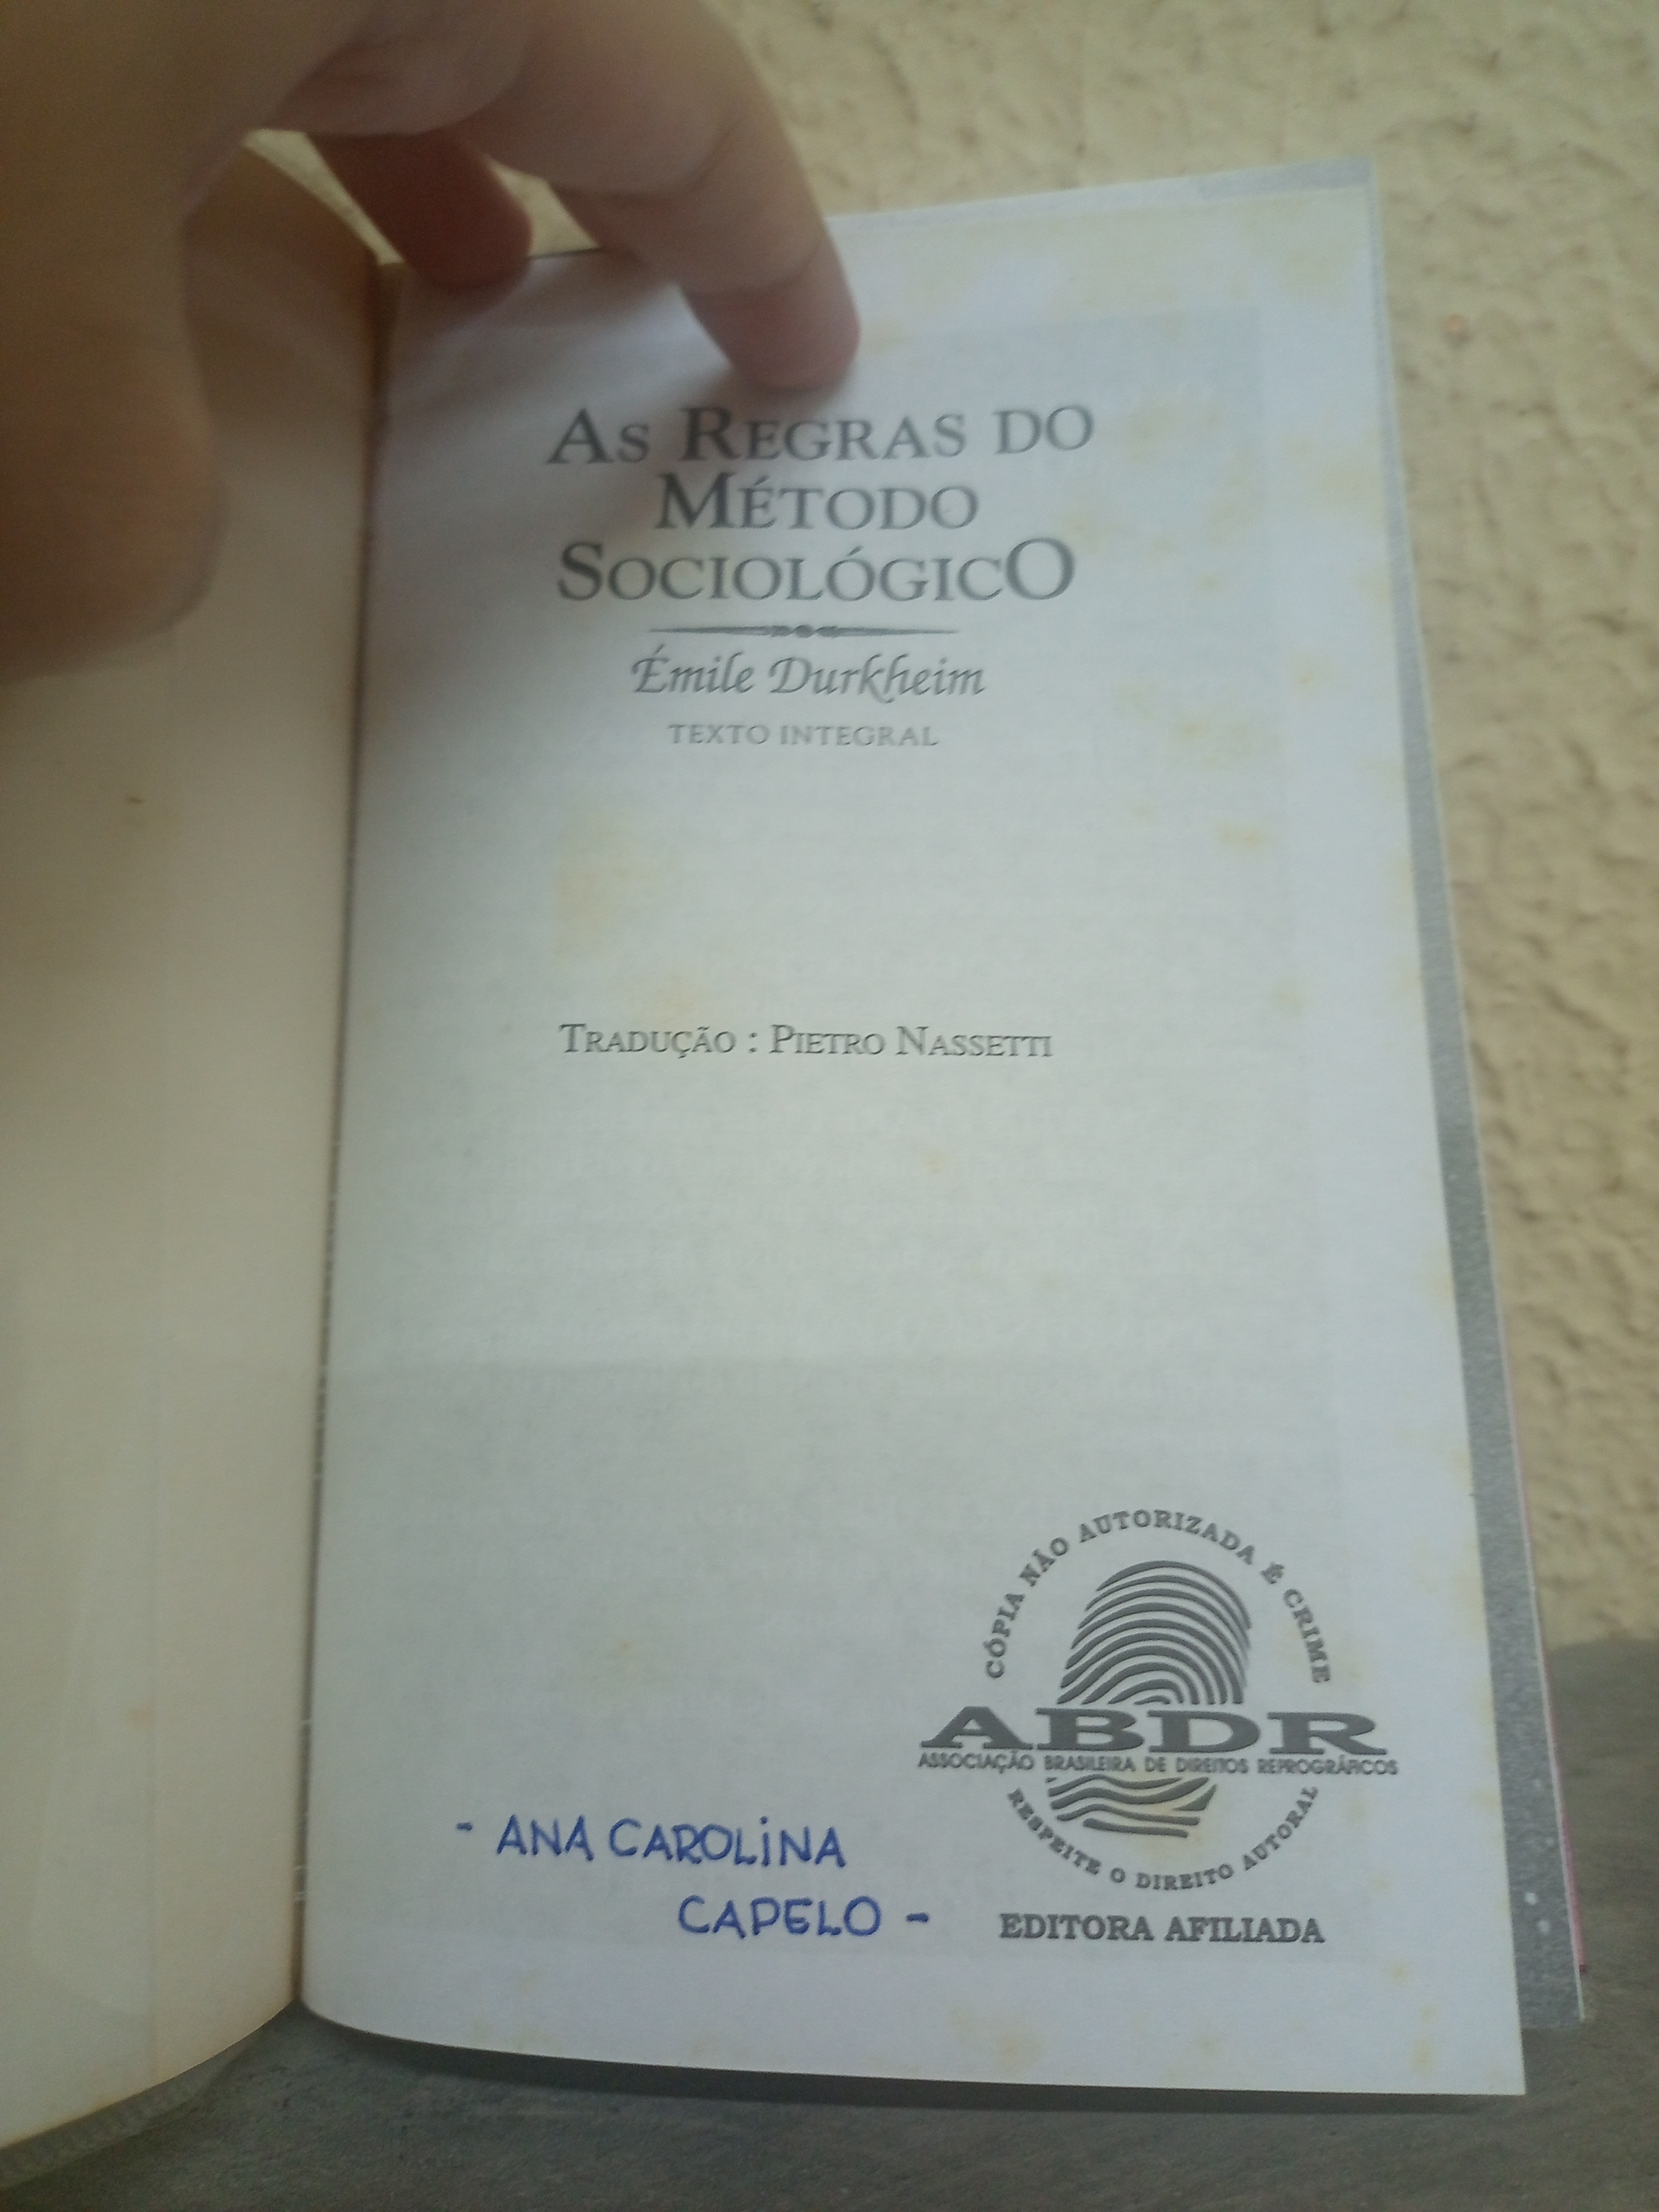 AS REGRAS DO
MÉTODO
SOCIOLÓGICO
Émile Durkheim
TEXTO INTEGRAL
TRADUÇÃO : PIETRO NASSETTI
CÓPIA NÃO AUTORIZADA É CRIME
ABDR
ASSOCIAÇÃO BRASILEIRA DE DIREITOS REPROGRÁFICOS
RESPEITE O DIREITO AUTORAL
- ANA CAROLINA
CAPELO -
EDITORA AFILIADA